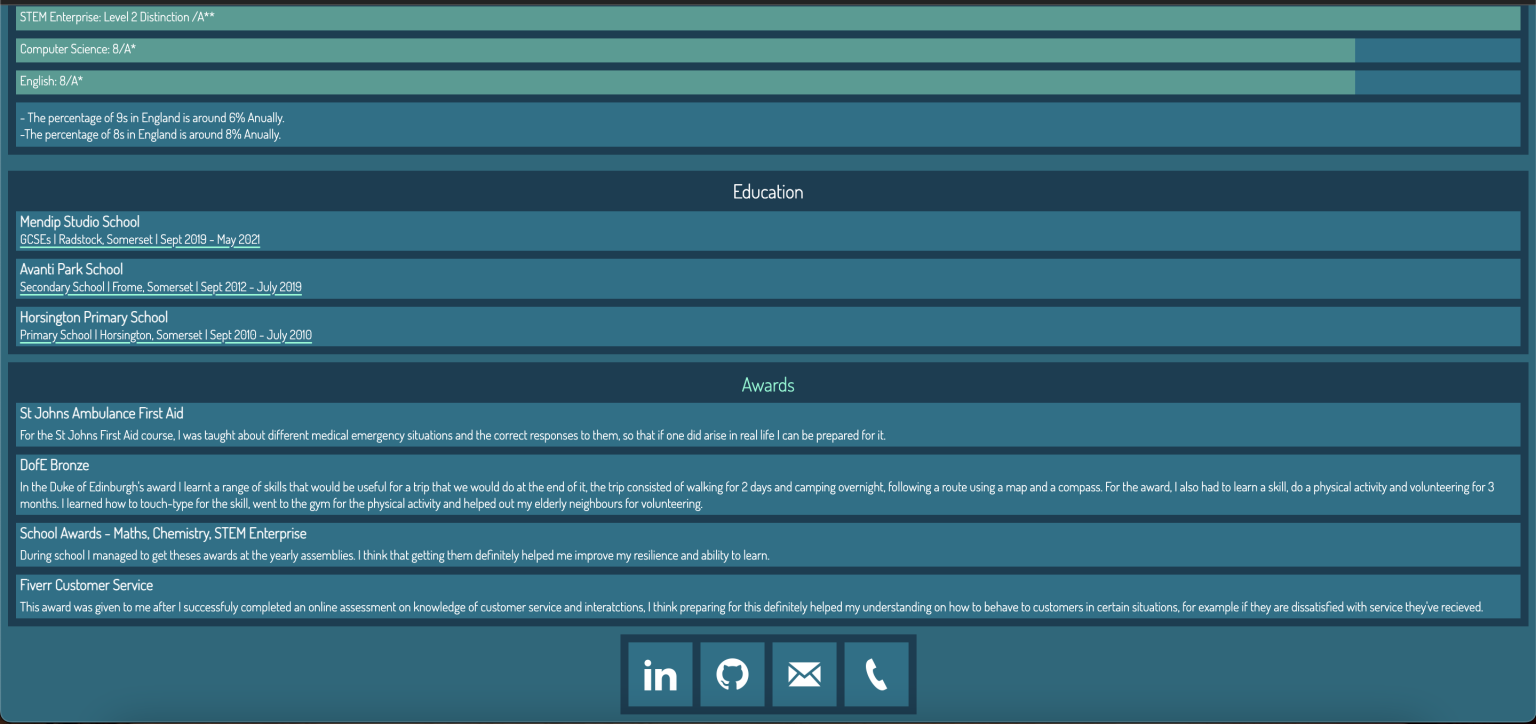 STEM Enterprise: Level 2 Distinction /A**
Computer Science: 8/A*
English: 8/A*
- The percentage of 9s in England is around 6% Anually.
-The percentage of 8s in England is around 8% Anually.
Education
Mendip Studio School
GCSEs | Radstock, Somerset | Sept 2019 - May 2021
Avanti Park School
Secondary School | Frome, Somerset | Sept 2012 - July 2019
Horsington Primary School
Primary School | Horsington, Somerset | Sept 2010 - July 2010
Awards
St Johns Ambulance First Aid
For the St Johns First Aid course, I was taught about different medical emergency situations and the correct responses to them, so that if one did arise in real life I can be prepared for it.
DofE Bronze
In the Duke of Edinburgh's award I learnt a range of skills that would be useful for a trip that we would do at the end of it, the trip consisted of walking for 2 days and camping overnight, following a route using a map and a compass. For the award, I also had to learn a skill, do a physical activity and volunteering for 3
months. I learned how to touch-type for the skill, went to the gym for the physical activity and helped out my elderly neighbours for volunteering.
School Awards - Maths, Chemistry, STEM Enterprise
During school I managed to get theses awards at the yearly assemblies. I think that getting them definitely helped me improve my resilience and ability to learn.
Fiverr Customer Service
This award was given to me after I successfuly completed an online assessment on knowledge of customer service and interatctions, I think preparing for this definitely helped my understanding on how to behave to customers in certain situations, for example if they are dissatisfied with service they've recieved.
in